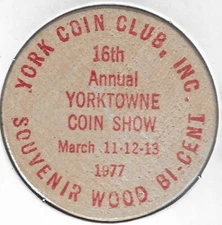 YORK COIN CLUB, INC.
16th
Annual
YORKTOWNE
COIN SHOW
March 11-12-13
1977
SOUVENIR WOOD BI-CENT